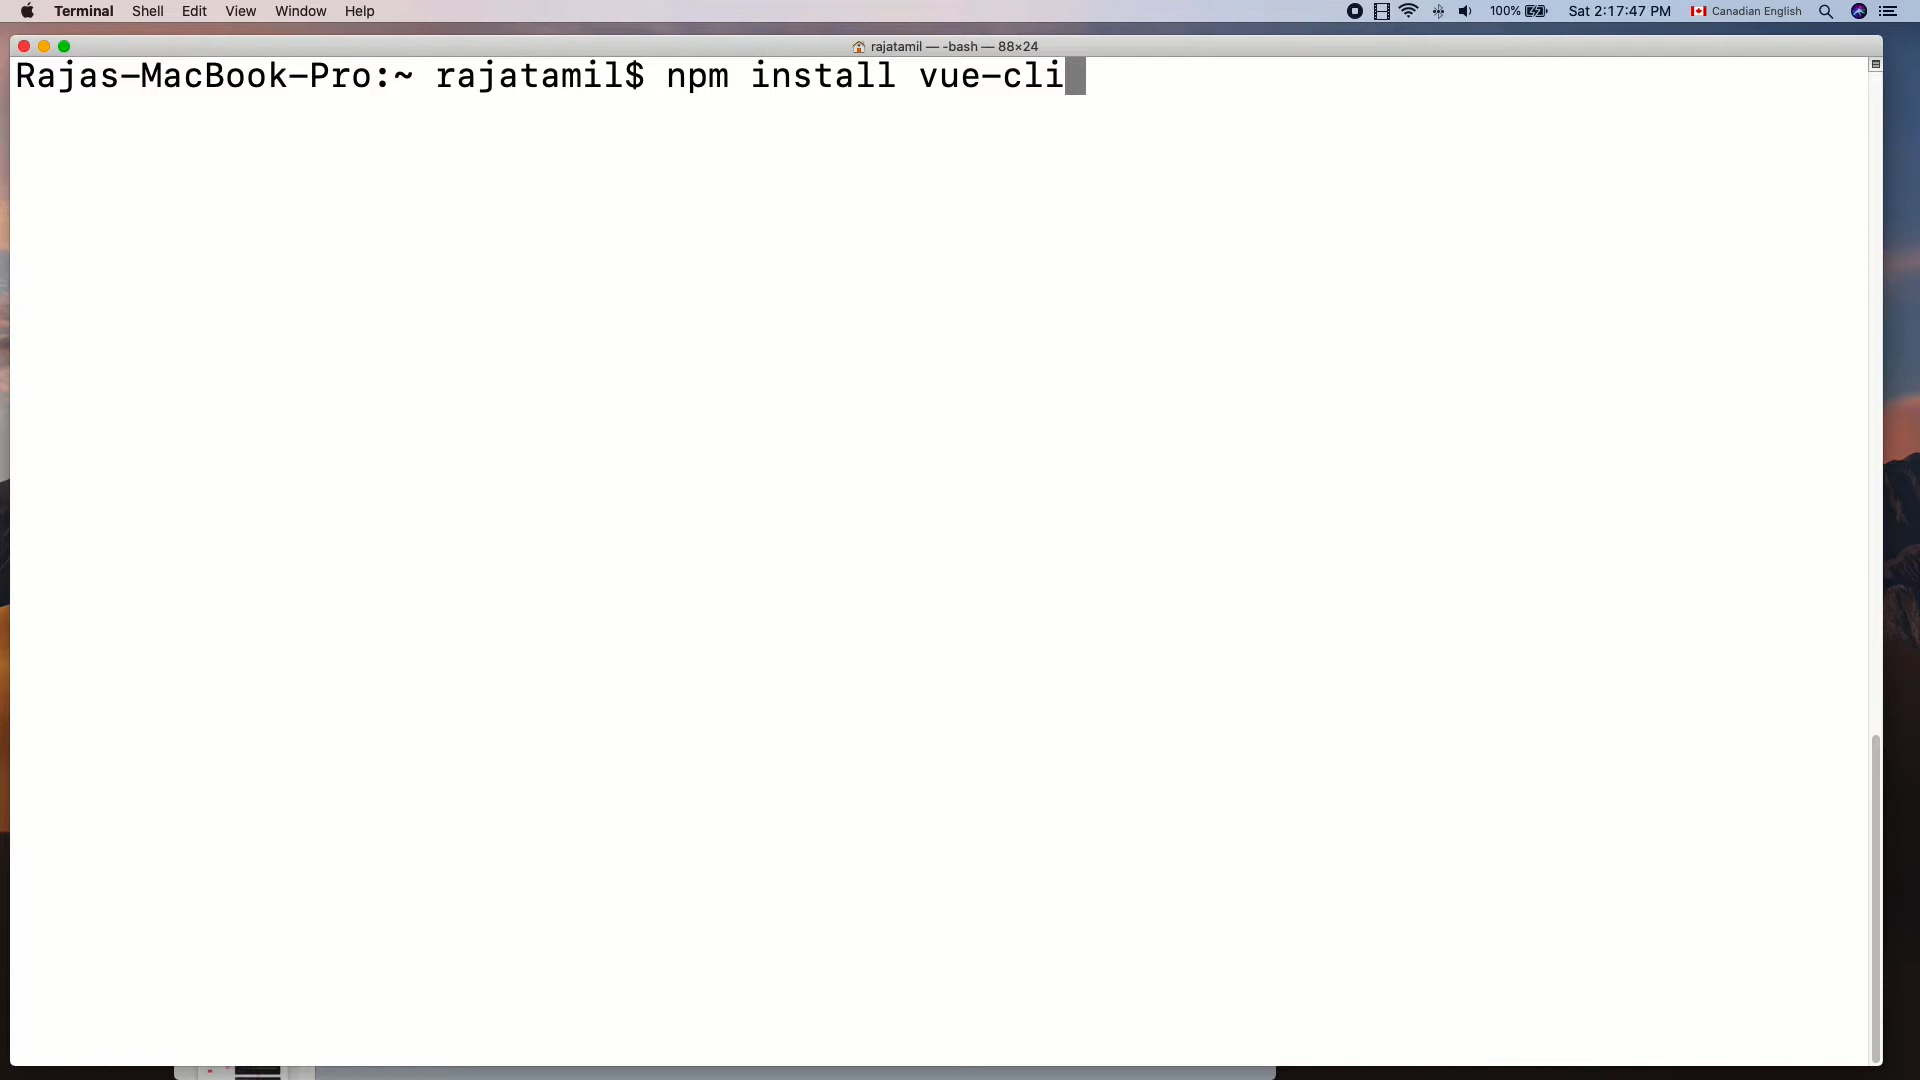 Terminal Shell Edit View Window Help 100% Sat 2:17:47 PM Canadian English
rajatamil — -bash — 88×24
Rajas-MacBook-Pro:~ rajatamil$ npm install vue-cli